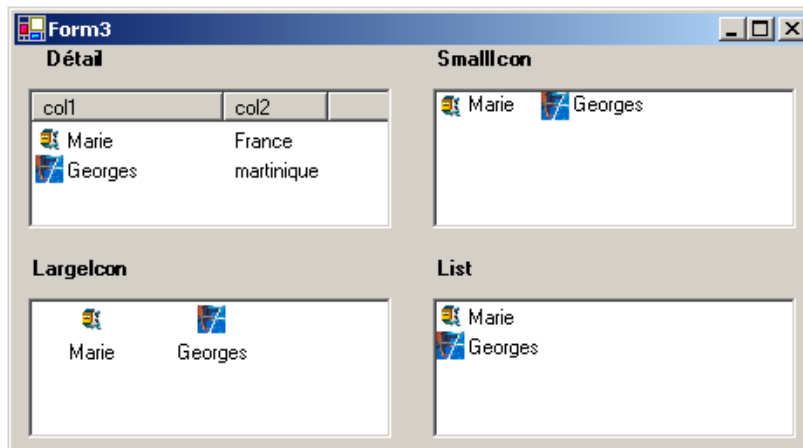 Form3
Détail
SmallIcon
col1 col2
Marie France
Georges martinique
Marie Georges
LargeIcon
List
Marie Georges
Marie
Georges